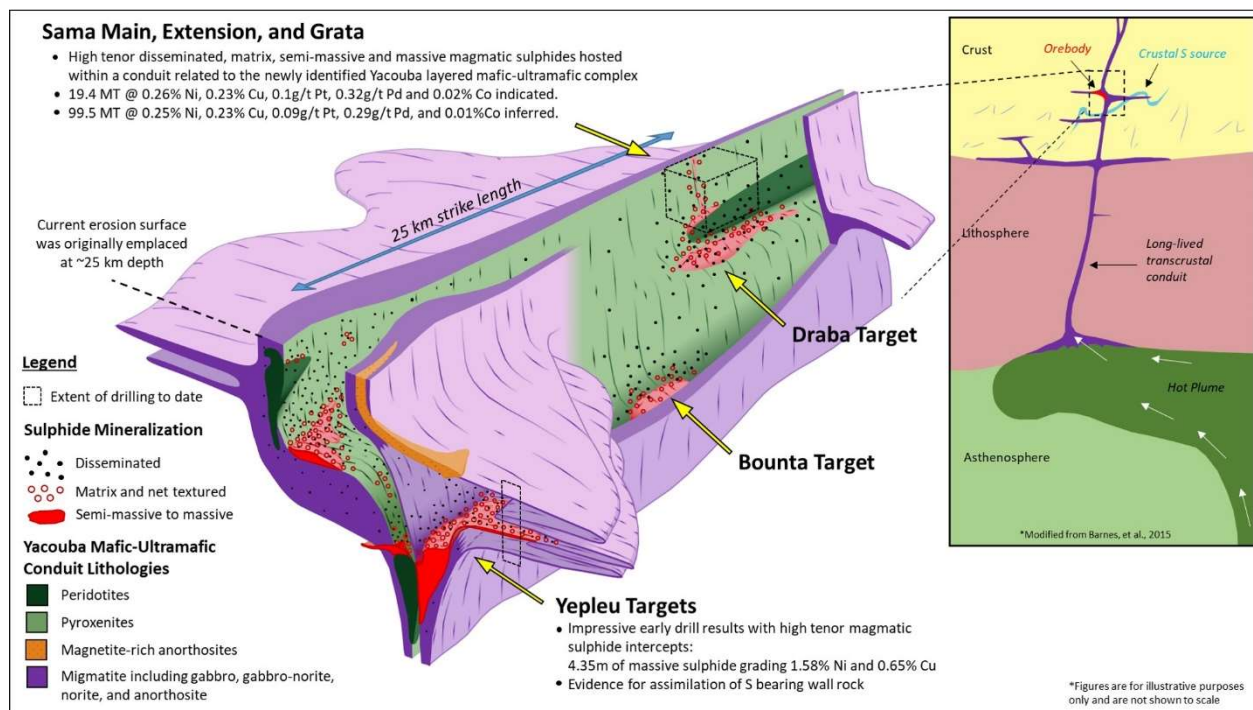 Sama Main, Extension, and Grata
• High tenor disseminated, matrix, semi-massive and massive magmatic sulphides hosted
within a conduit related to the newly identified Yacouba layered mafic-ultramafic complex
• 19.4 MT @ 0.26% Ni, 0.23% Cu, 0.1g/t Pt, 0.32g/t Pd and 0.02% Co indicated.
• 99.5 MT @ 0.25% Ni, 0.23% Cu, 0.09g/t Pt, 0.29g/t Pd, and 0.01%Co inferred.
25 km strike length
Current erosion surface
was originally emplaced
at ~25 km depth
Legend
Extent of drilling to date
Sulphide Mineralization
Disseminated
Matrix and net textured
Semi-massive to massive
Yacouba Mafic-Ultramafic
Conduit Lithologies
Peridotites
Pyroxenites
Magnetite-rich anorthosites
Migmatite including gabbro, gabbro-norite,
norite, and anorthosite
Draba Target
Bounta Target
Yepleu Targets
• Impressive early drill results with high tenor magmatic
sulphide intercepts:
4.35m of massive sulphide grading 1.58% Ni and 0.65% Cu
• Evidence for assimilation of S bearing wall rock
Crust
Orebody
Crustal S source
Lithosphere
Long-lived
transcrustal
conduit
Hot Plume
Asthenosphere
*Modified from Barnes, et al., 2015
*Figures are for illustrative purposes
only and are not shown to scale